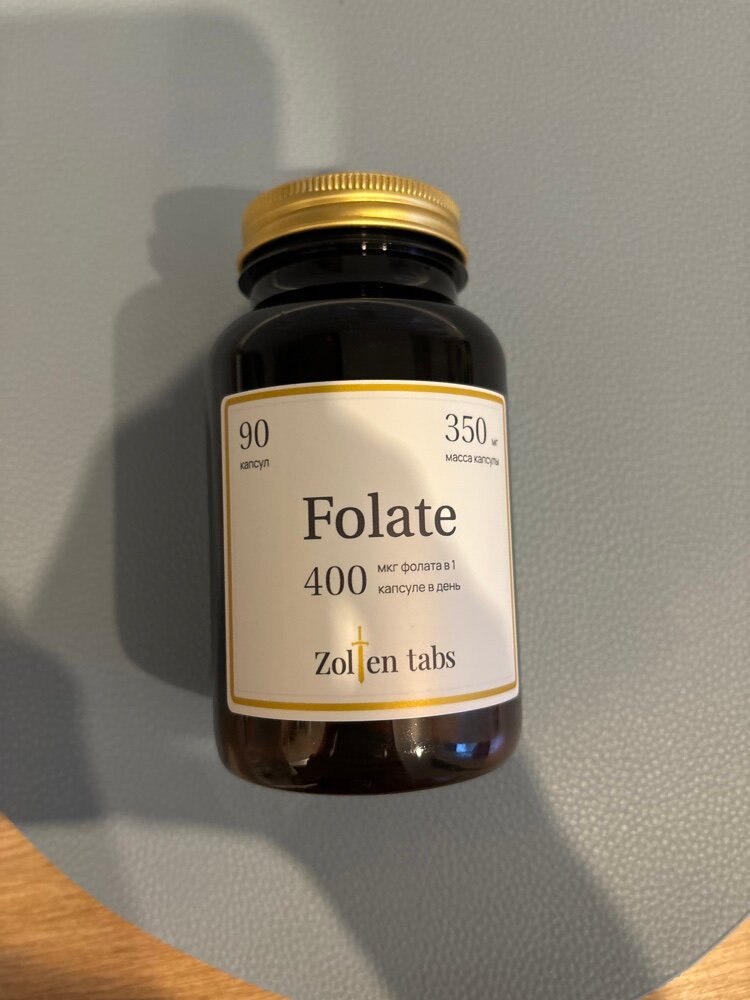 90
капсул
350 мг
масса капсулы
Folate
400 мкг фолата в 1
капсуле в день
Zolten tabs